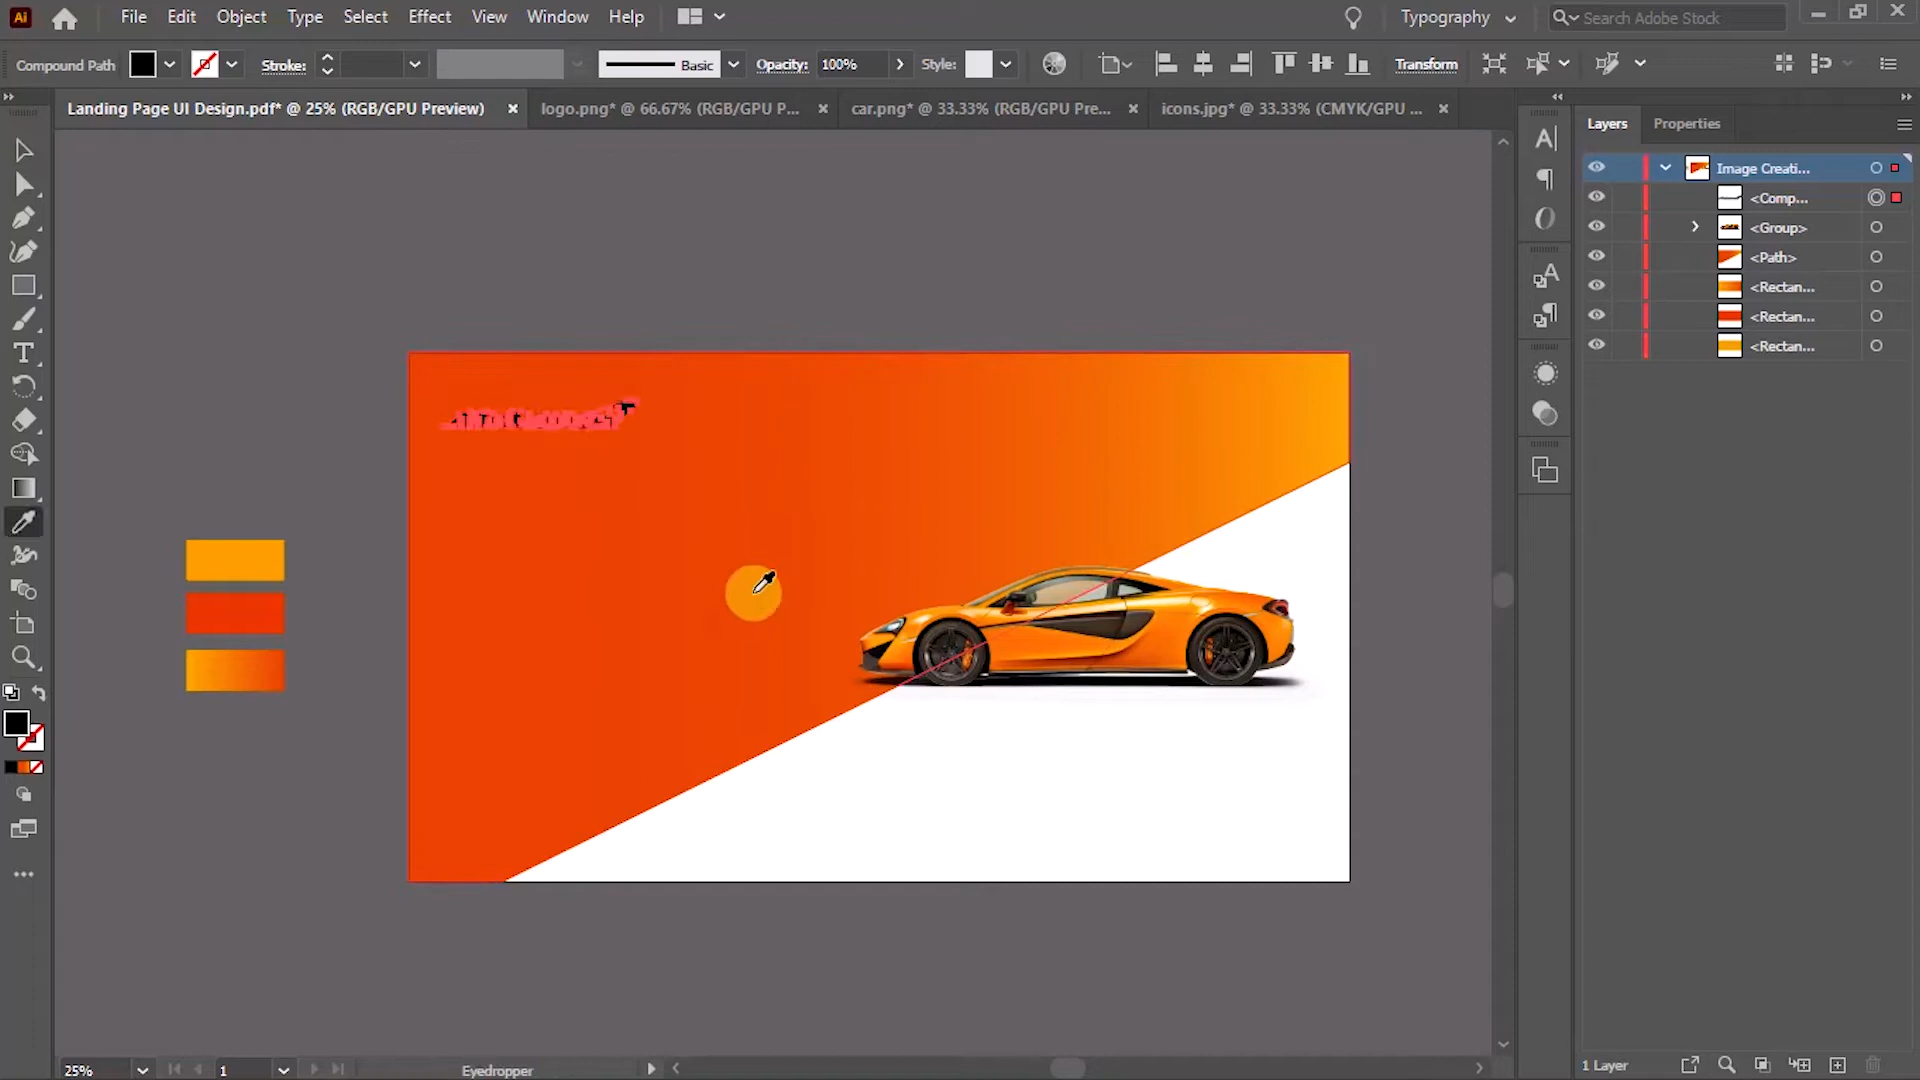 Ai File Edit Object Type Select Effect View Window Help Typography Search Adobe Stock
Compound Path Stroke: Basic Opacity: 100% Style: Transform
Landing Page UI Design.pdf* @ 25% (RGB/GPU Preview) logo.png* @ 66.67% (RGB/GPU P... car.png* @ 33.33% (RGB/GPU Pre... icons.jpg* @ 33.33% (CMYK/GPU ...
Layers Properties
Image Creati...
<Comp...
<Group>
<Path>
<Rectan...
<Rectan...
<Rectan...
25% 1 Eyedropper 1 Layer